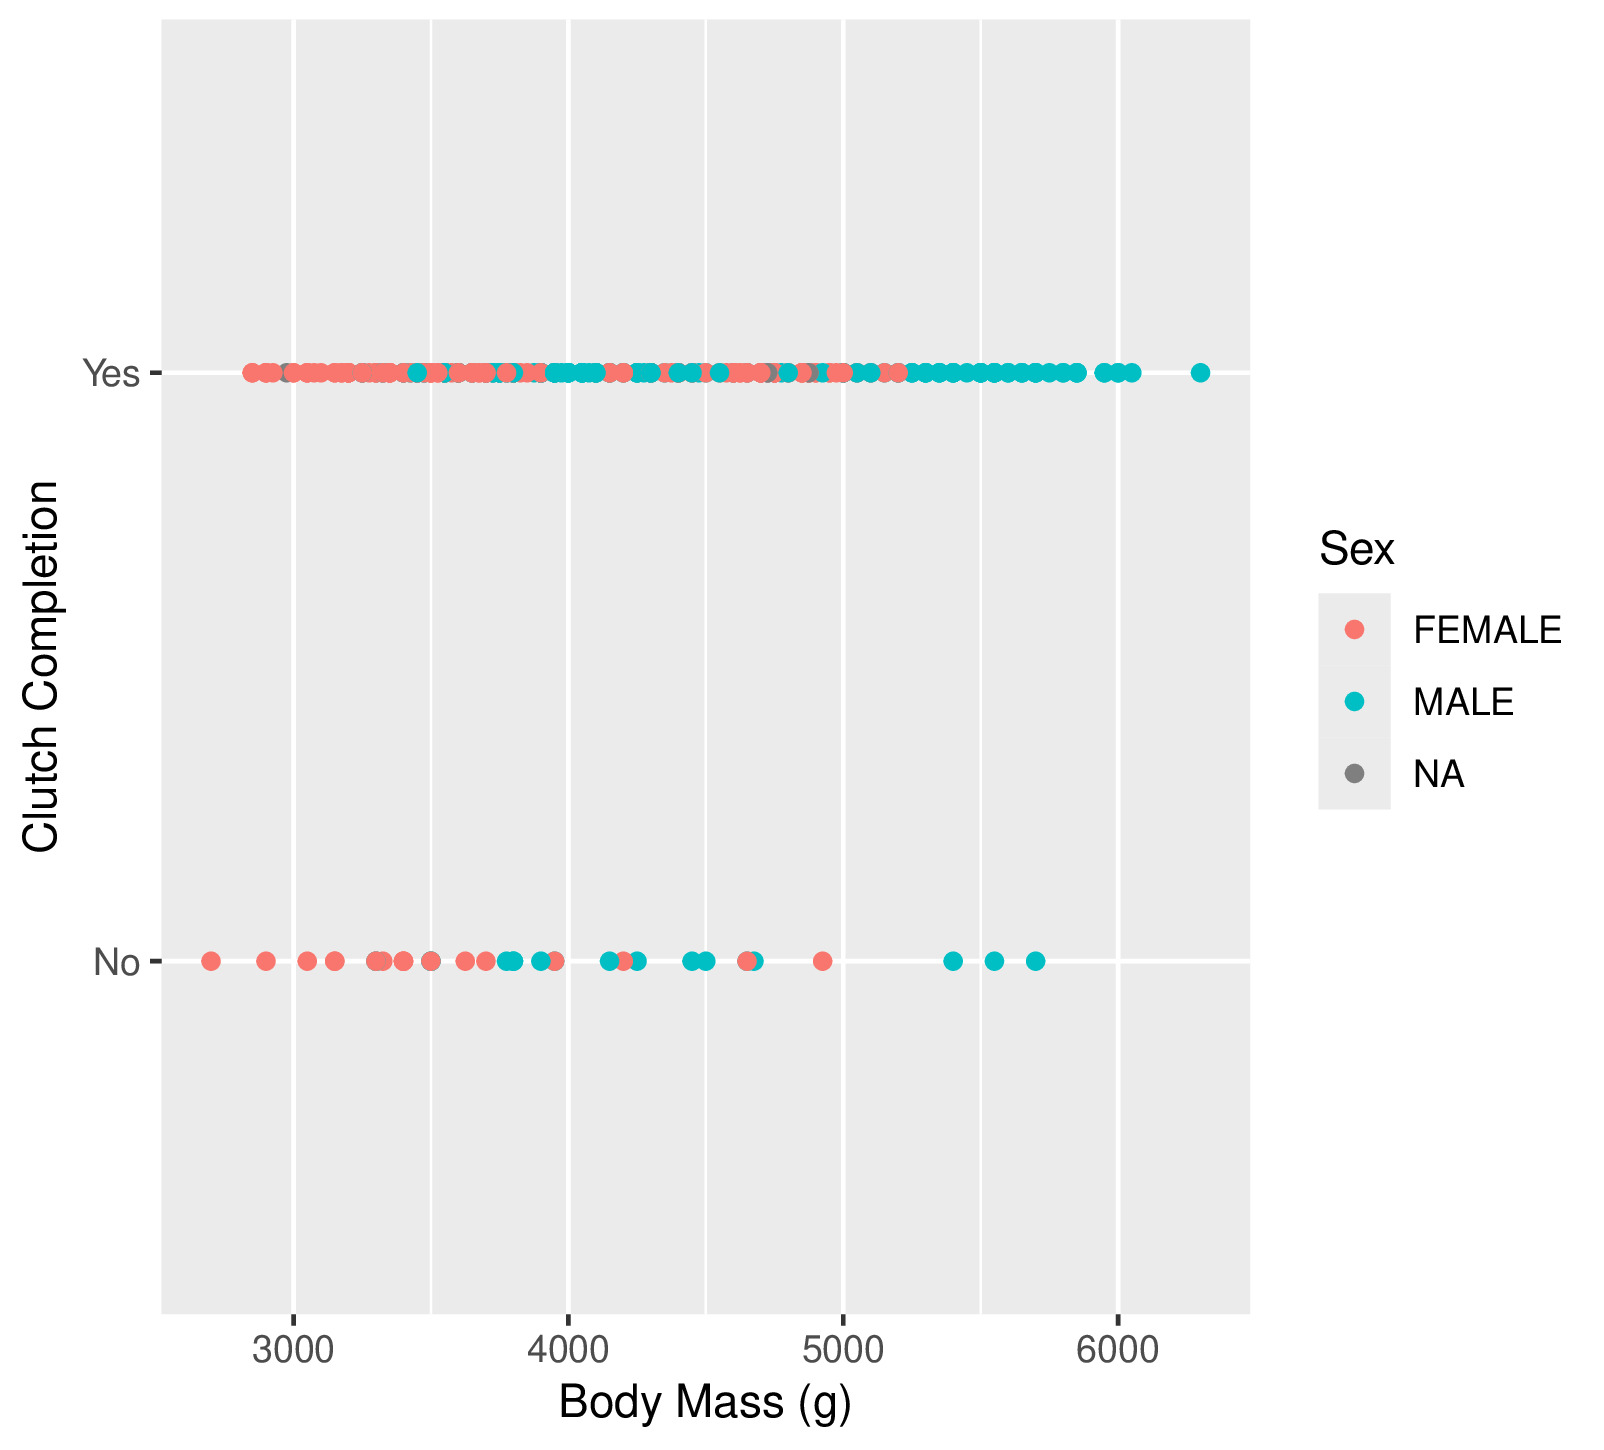 Yes
No
Clutch Completion
3000 4000 5000 6000
Body Mass (g)
Sex
FEMALE
MALE
NA